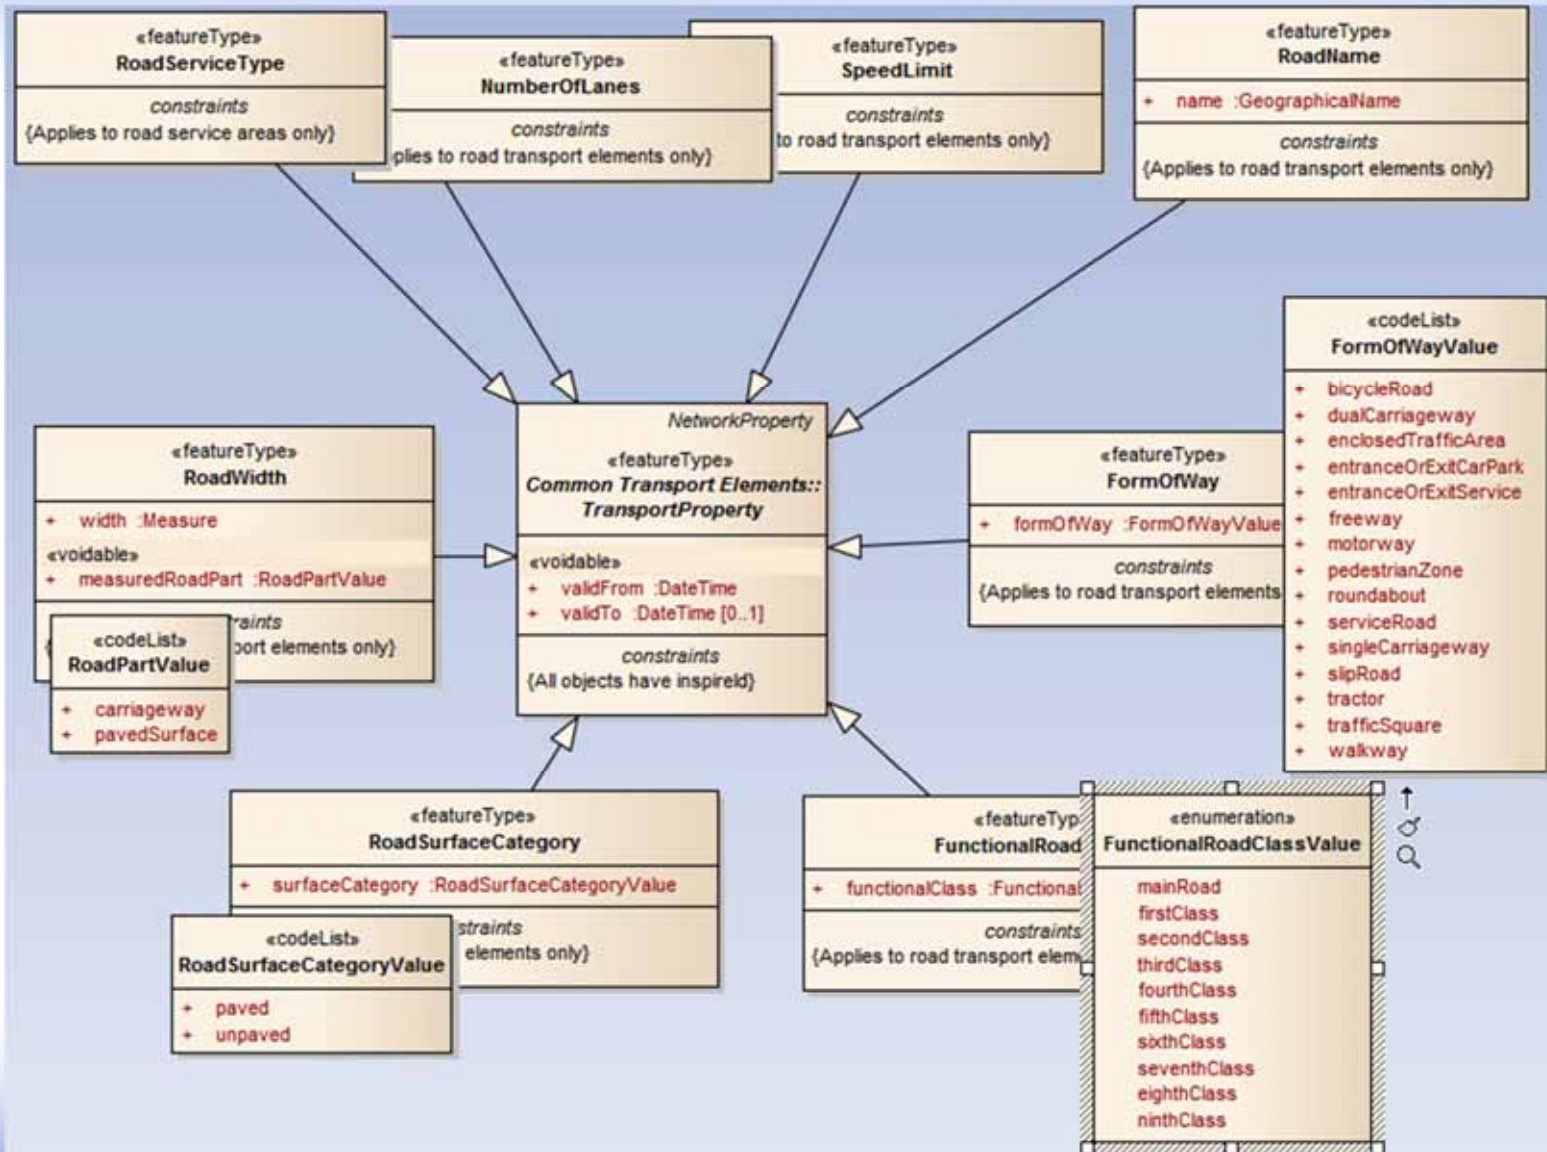 «featureType»
RoadServiceType
constraints
{Applies to road service areas only}
«featureType»
NumberOfLanes
constraints
plies to road transport elements only}
«featureType»
SpeedLimit
constraints
to road transport elements only}
«featureType»
RoadName
+ name :GeographicalName
constraints
{Applies to road transport elements only}
«codeList»
FormOfWayValue
+ bicycleRoad
+ dualCarriageway
+ enclosedTrafficArea
+ entranceOrExitCarPark
+ entranceOrExitService
+ freeway
+ motorway
+ pedestrianZone
+ roundabout
+ serviceRoad
+ singleCarriageway
+ slipRoad
+ tractor
+ trafficSquare
+ walkway
NetworkProperty
«featureType»
Common Transport Elements::
TransportProperty
«voidable»
+ validFrom :DateTime
+ validTo :DateTime [0..1]
constraints
{All objects have inspireId}
«featureType»
RoadWidth
+ width :Measure
«voidable»
+ measuredRoadPart :RoadPartValue
raints
{ port elements only}
«codeList»
RoadPartValue
+ carriageway
+ pavedSurface
«featureType»
FormOfWay
+ formOfWay :FormOfWayValue
constraints
{Applies to road transport elements
«featureType»
RoadSurfaceCategory
+ surfaceCategory :RoadSurfaceCategoryValue
straints
elements only}
«codeList»
RoadSurfaceCategoryValue
+ paved
+ unpaved
«featureTyp
FunctionalRoad
+ functionalClass :Functional
constraints
{Applies to road transport elem
«enumeration»
FunctionalRoadClassValue
mainRoad
firstClass
secondClass
thirdClass
fourthClass
fifthClass
sixthClass
seventhClass
eighthClass
ninthClass